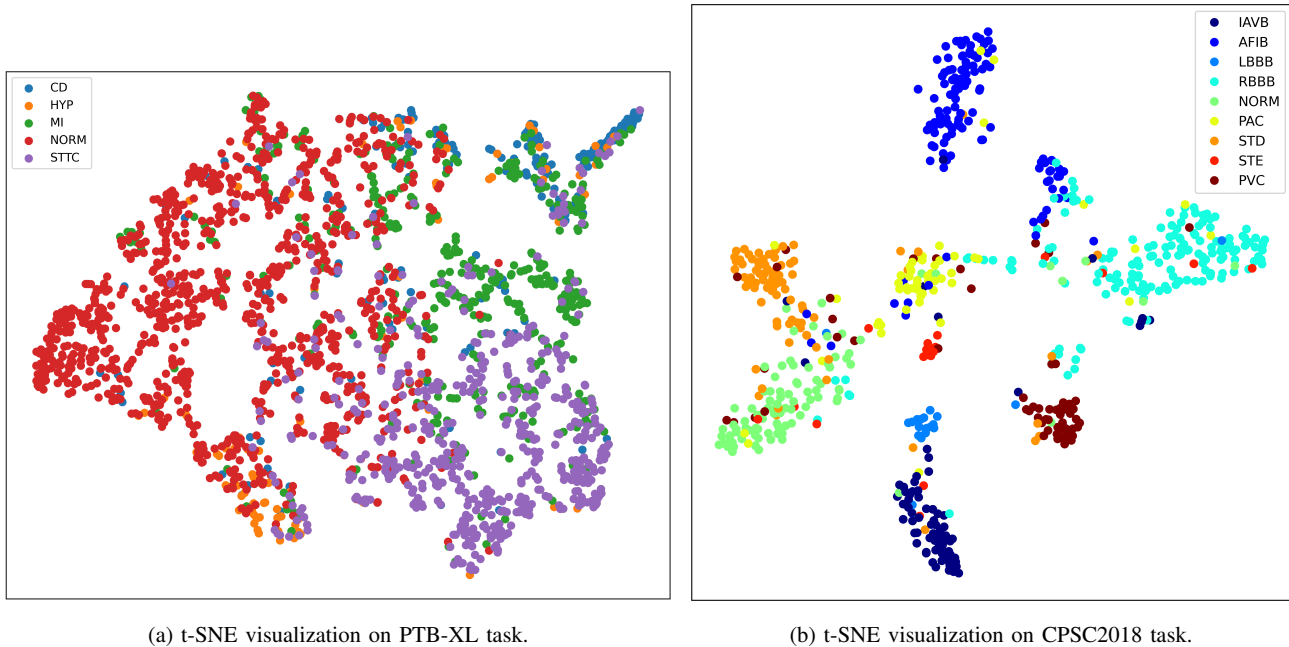 CD
HYP
MI
NORM
STTC
IAVB
AFIB
LBBB
RBBB
NORM
PAC
STD
STE
PVC
(a) t-SNE visualization on PTB-XL task.
(b) t-SNE visualization on CPSC2018 task.